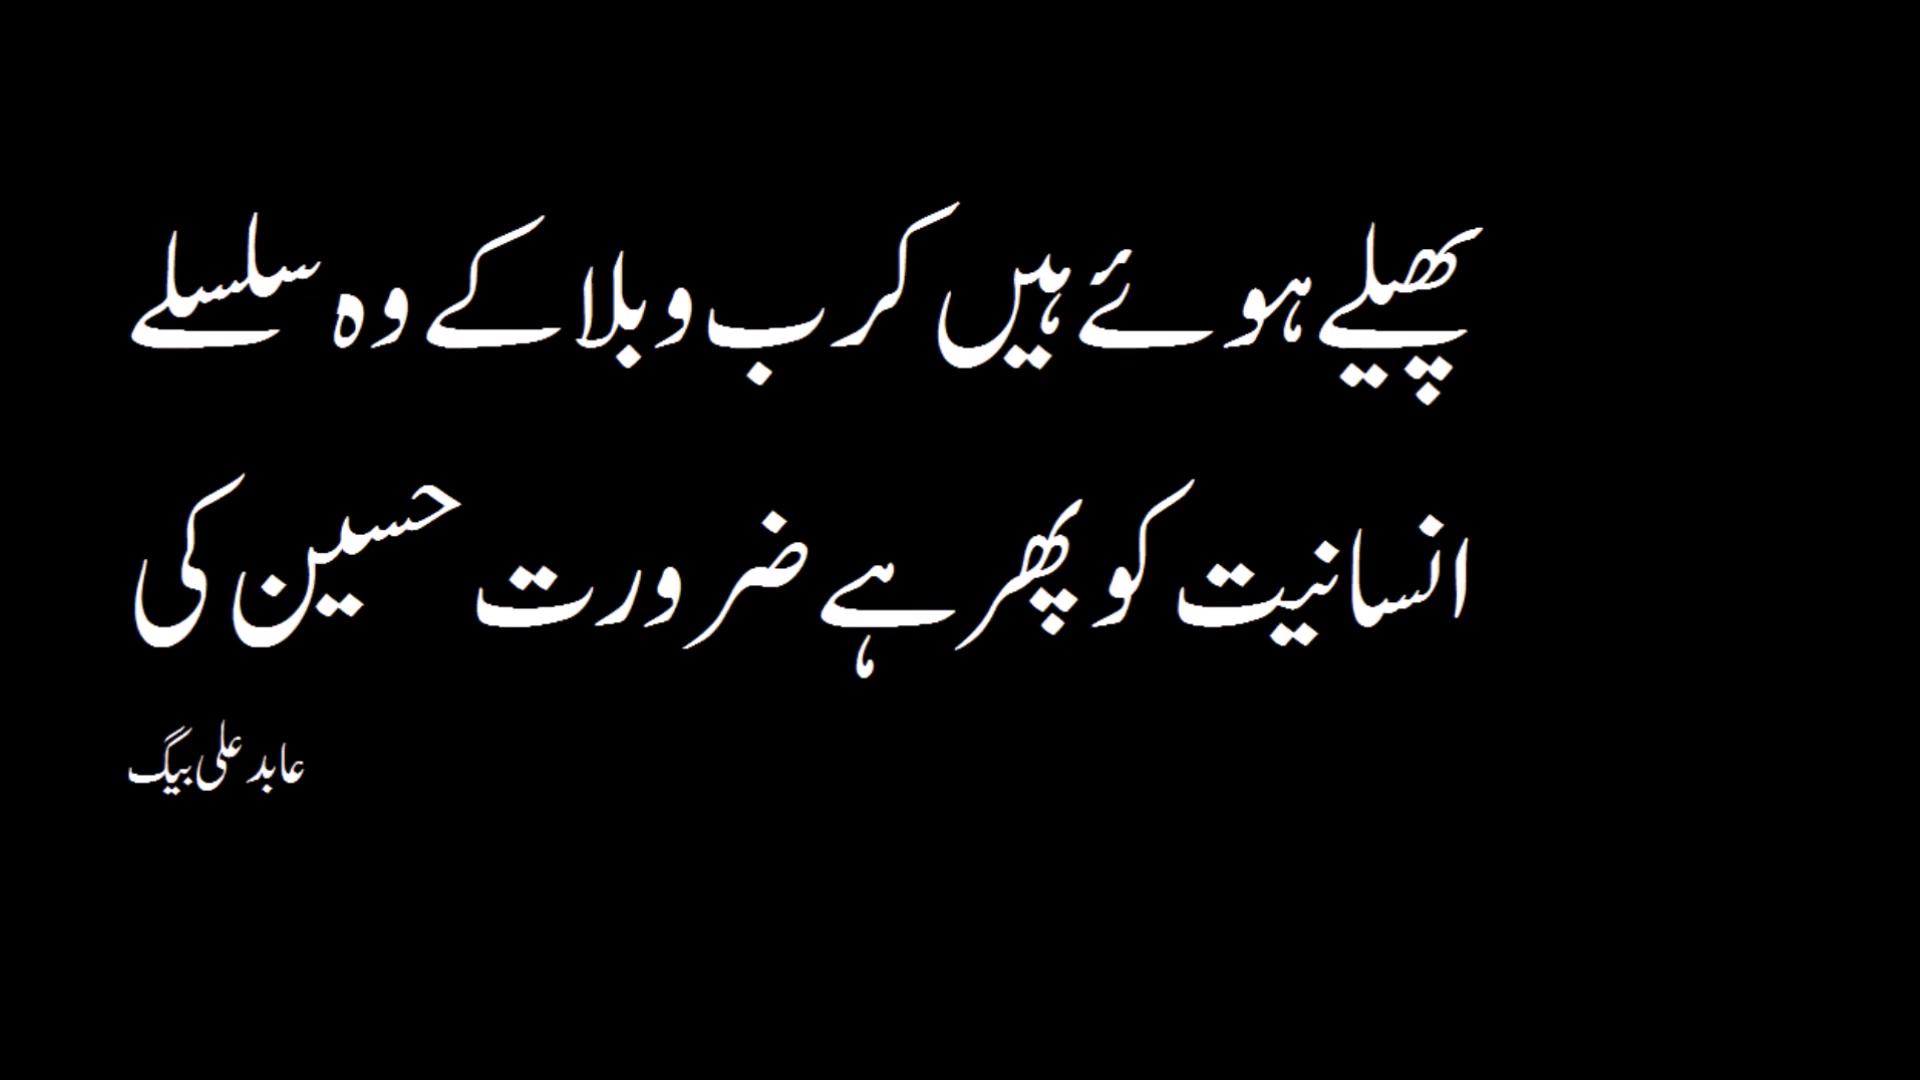 پھیلے ہوئے ہیں کرب و بلا کے وہ سلسلے
انسانیت کو پھر ہے ضرورت حسین کی
عابد علی بیگ